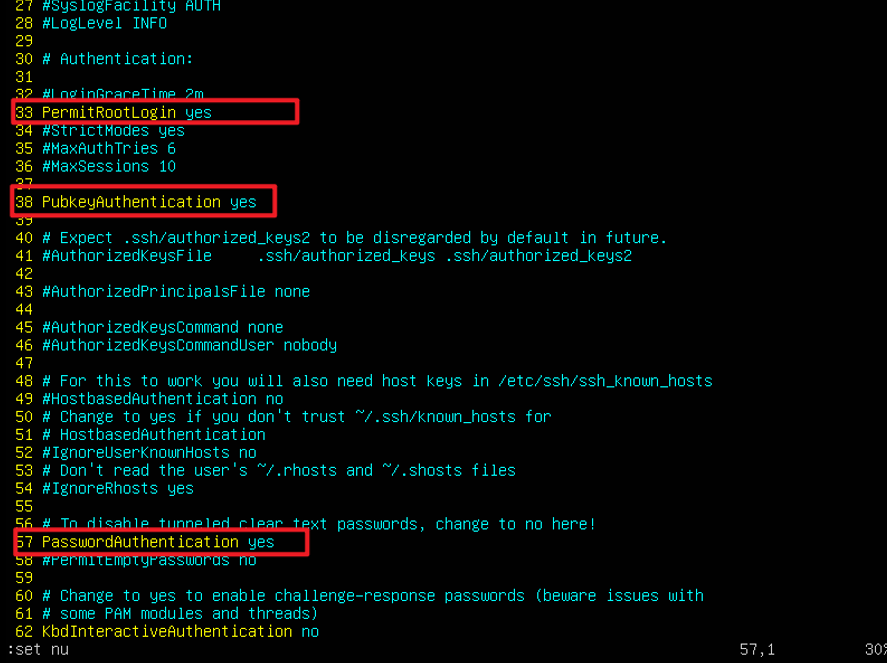 27 #SyslogFacility AUTH
28 #LogLevel INFO
29
30 # Authentication:
31
32 #LoginGraceTime 2m
33 PermitRootLogin yes
34 #StrictModes yes
35 #MaxAuthTries 6
36 #MaxSessions 10
37
38 PubkeyAuthentication yes
39
40 # Expect .ssh/authorized_keys2 to be disregarded by default in future.
41 #AuthorizedKeysFile     .ssh/authorized_keys .ssh/authorized_keys2
42
43 #AuthorizedPrincipalsFile none
44
45 #AuthorizedKeysCommand none
46 #AuthorizedKeysCommandUser nobody
47
48 # For this to work you will also need host keys in /etc/ssh/ssh_known_hosts
49 #HostbasedAuthentication no
50 # Change to yes if you don't trust ~/.ssh/known_hosts for
51 # HostbasedAuthentication
52 #IgnoreUserKnownHosts no
53 # Don't read the user's ~/.rhosts and ~/.shosts files
54 #IgnoreRhosts yes
55
56 # To disable tunneled clear text passwords, change to no here!
57 PasswordAuthentication yes
58 #PermitEmptyPasswords no
59
60 # Change to yes to enable challenge-response passwords (beware issues with
61 # some PAM modules and threads)
62 KbdInteractiveAuthentication no
:set nu 57,1 30%